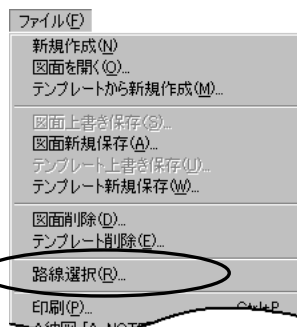 ファイル(F)
新規作成(N)
図面を開く(O)...
テンプレートから新規作成(M)...
図面上書き保存(S)...
図面新規保存(A)...
テンプレート上書き保存(U)...
テンプレート新規保存(W)...
図面削除(D)...
テンプレート削除(E)...
路線選択(R)...
印刷(P)...